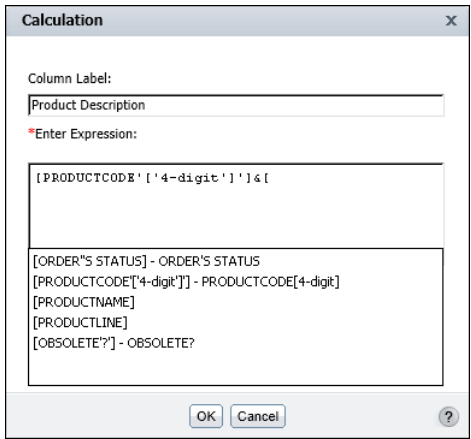 Calculation x
Column Label:
Product Description
*Enter Expression:
[PRODUCTCODE'['4-digit']']&[
[ORDER''S STATUS] - ORDER'S STATUS
[PRODUCTCODE'['4-digit']'] - PRODUCTCODE[4-digit]
[PRODUCTNAME]
[PRODUCTLINE]
[OBSOLETE'?'] - OBSOLETE?
OK Cancel ?